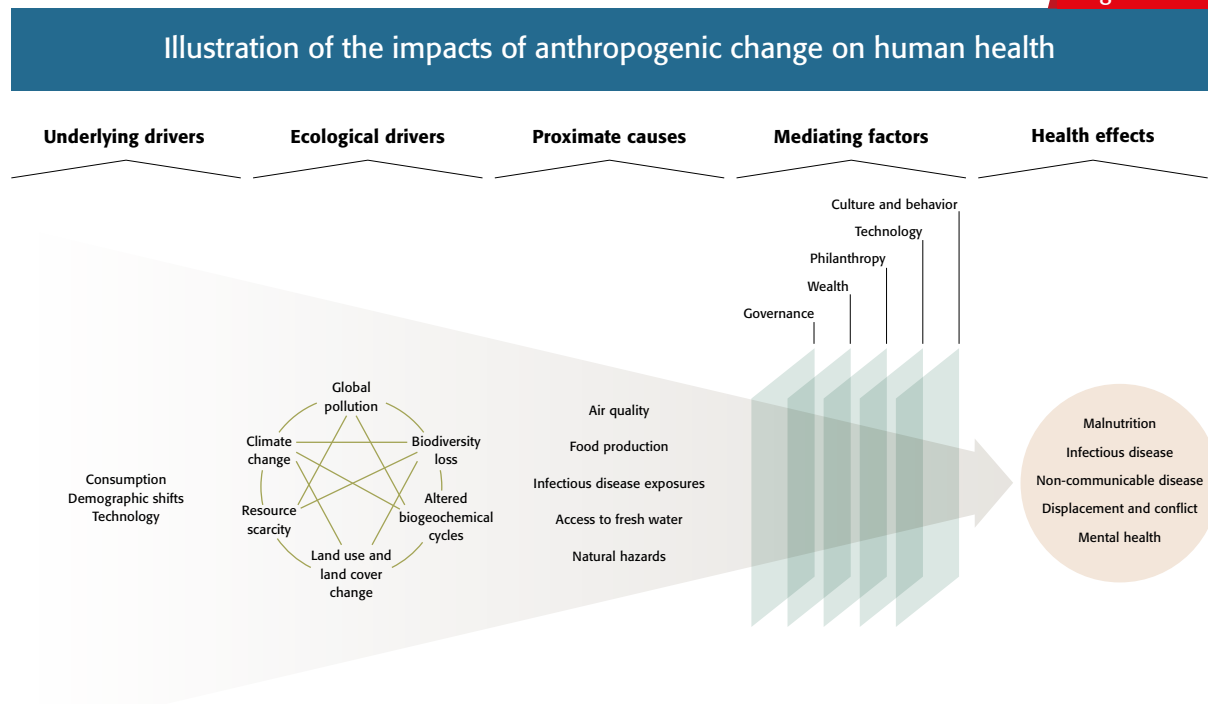 Illustration of the impacts of anthropogenic change on human health
Underlying drivers
Ecological drivers
Proximate causes
Mediating factors
Health effects
Culture and behavior
Technology
Philanthropy
Wealth
Governance
Consumption
Demographic shifts
Technology
Global
pollution
Climate
change
Biodiversity
loss
Resource
scarcity
Altered
biogeochemical
cycles
Land use and
land cover
change
Air quality
Food production
Infectious disease exposures
Access to fresh water
Natural hazards
Malnutrition
Infectious disease
Non-communicable disease
Displacement and conflict
Mental health